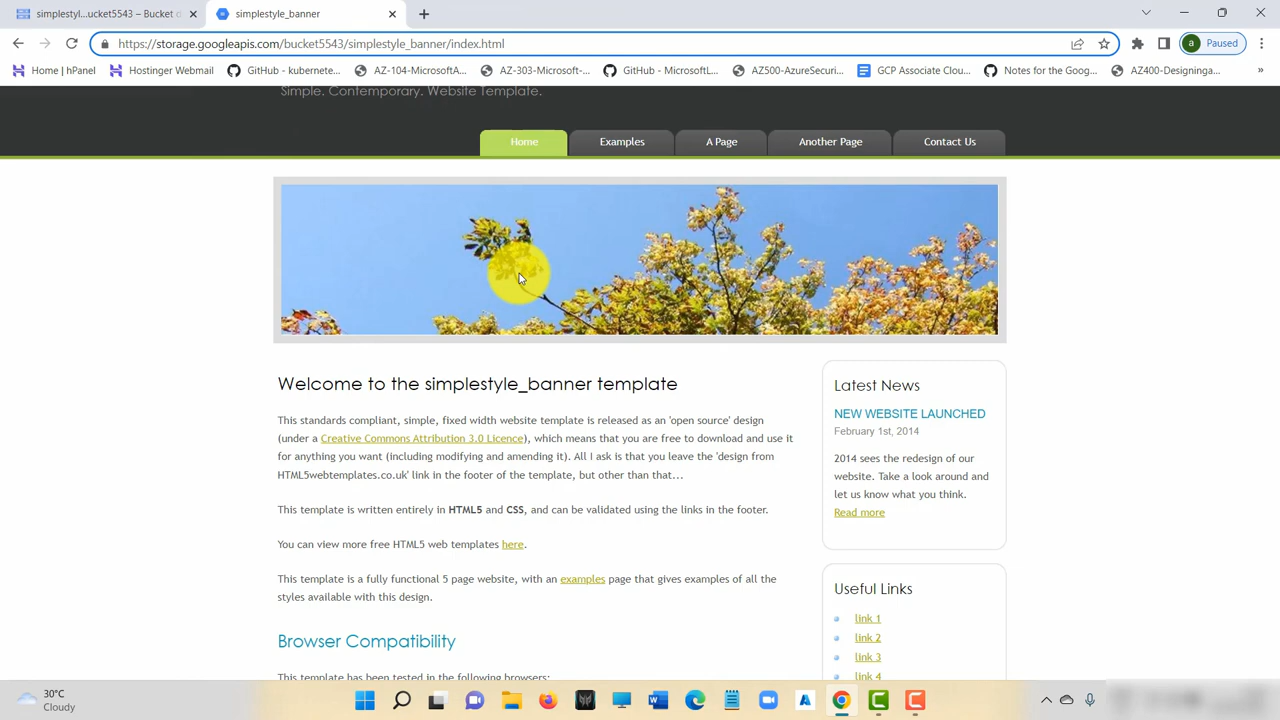 simplestyl...ucket5543 – Bucket d
simplestyle_banner
https://storage.googleapis.com/bucket5543/simplestyle_banner/index.html
a Paused
Home | hPanel
Hostinger Webmail
GitHub - kubernete...
AZ-104-MicrosoftA...
AZ-303-Microsoft-...
GitHub - MicrosoftL...
AZ500-AzureSecuri...
GCP Associate Clou...
Notes for the Goog...
AZ400-Designinga...
»
Simple. Contemporary. Website Template.
Home
Examples
A Page
Another Page
Contact Us
Welcome to the simplestyle_banner template
This standards compliant, simple, fixed width website template is released as an 'open source' design
(under a Creative Commons Attribution 3.0 Licence), which means that you are free to download and use it
for anything you want (including modifying and amending it). All I ask is that you leave the 'design from
HTML5webtemplates.co.uk' link in the footer of the template, but other than that...
This template is written entirely in HTML5 and CSS, and can be validated using the links in the footer.
You can view more free HTML5 web templates here.
This template is a fully functional 5 page website, with an examples page that gives examples of all the
styles available with this design.
Browser Compatibility
This template has been tested in the following browsers:
Latest News
NEW WEBSITE LAUNCHED
February 1st, 2014
2014 sees the redesign of our
website. Take a look around and
let us know what you think.
Read more
Useful Links
link 1
link 2
link 3
link 4
30°C
Cloudy